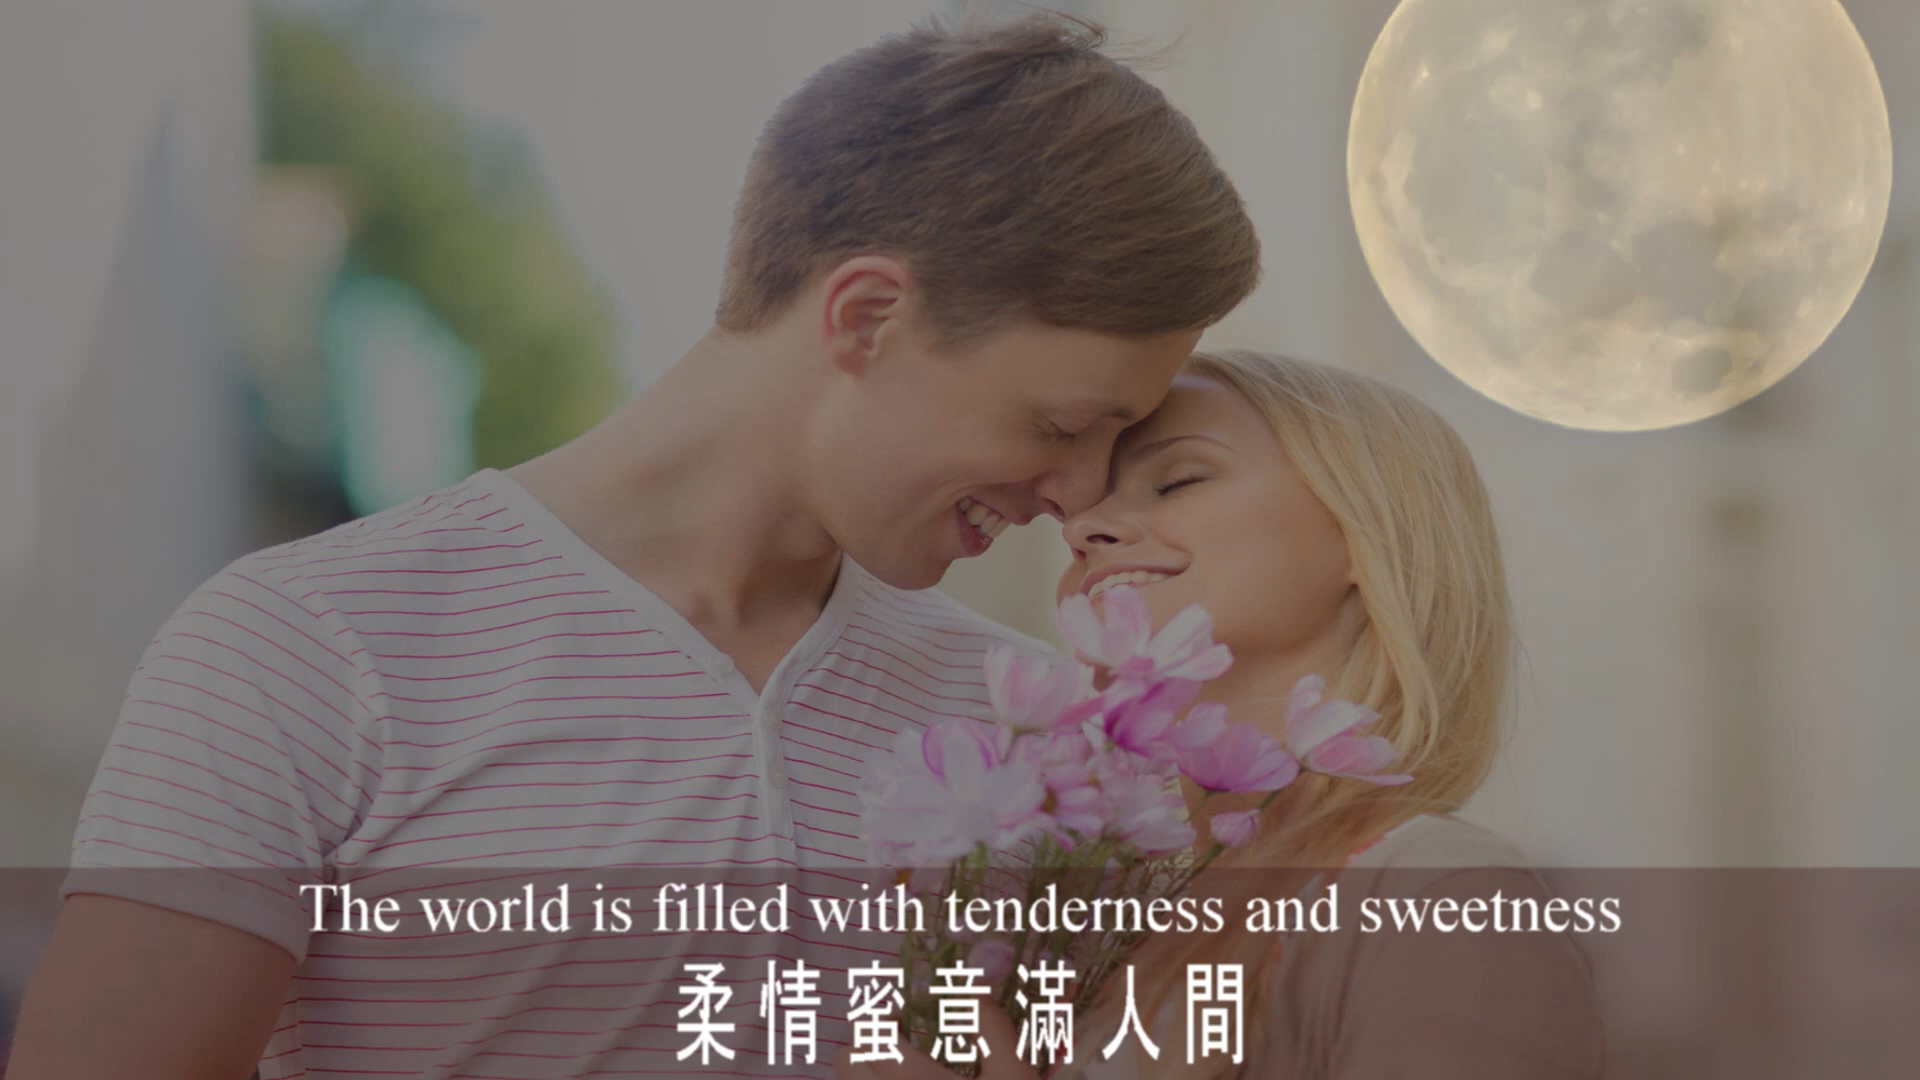 The world is filled with tenderness and sweetness
柔情蜜意滿人間